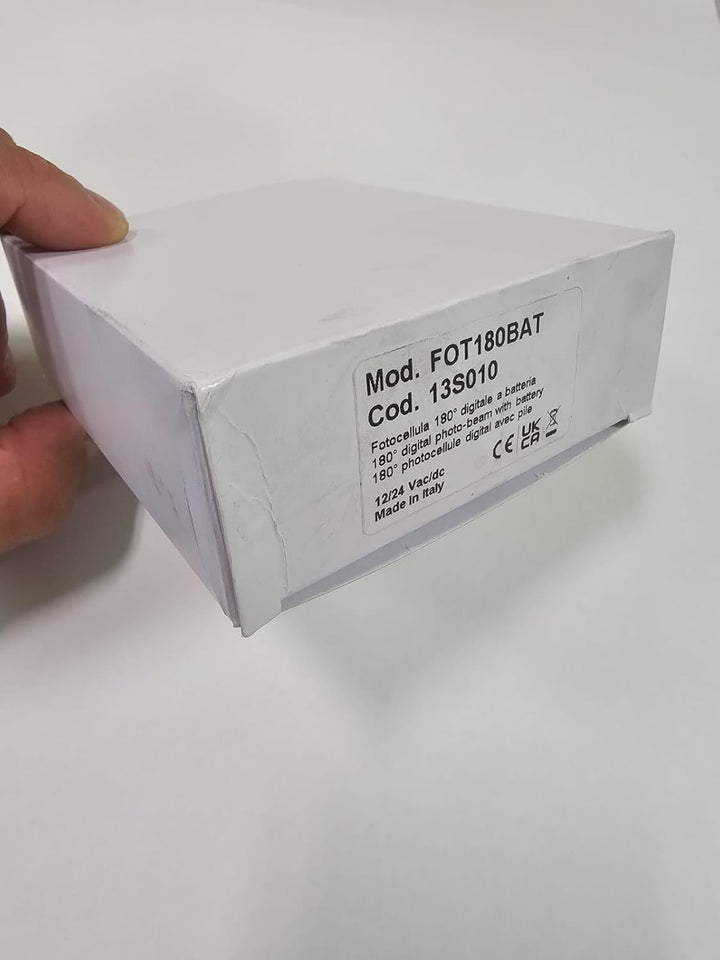 Mod. FOT180BAT
Cod. 13S010
Fotocellula 180° digitale a batteria
180° digital photo-beam with battery
180° photocellule digital avec pile
12/24 Vac/dc
Made in Italy
CE UK
CA